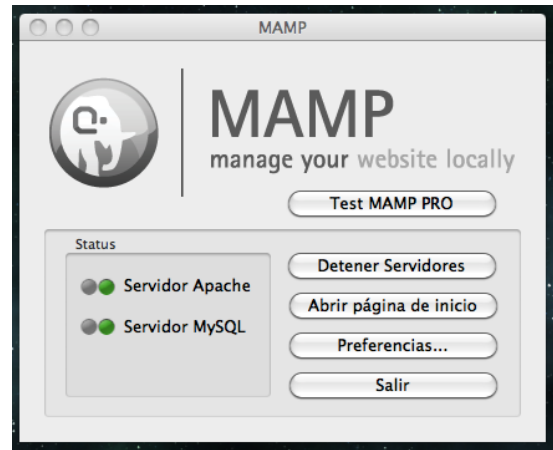 MAMP
MAMP
manage your website locally
Test MAMP PRO
Status
Servidor Apache
Servidor MySQL
Detener Servidores
Abrir página de inicio
Preferencias...
Salir